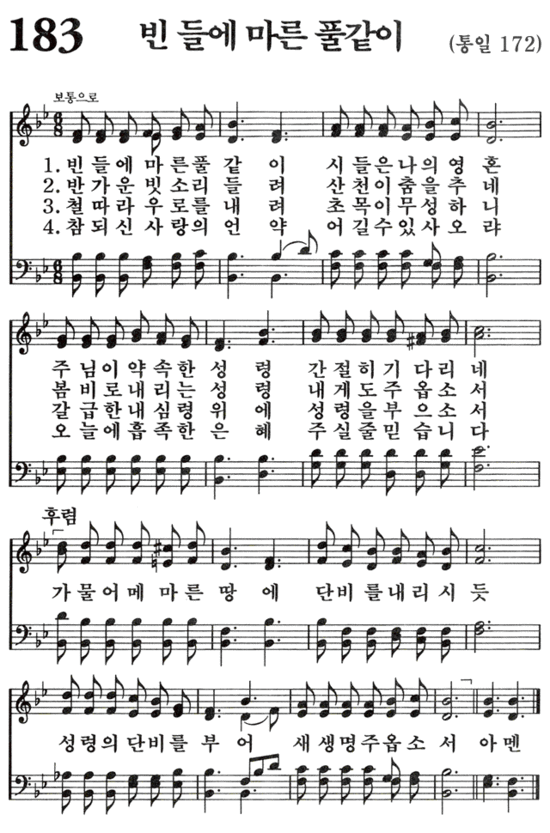 183 빈 들에 마른 풀같이 (통일 172)
보통으로
1. 빈 들에 마른풀 같 이 시들은나의 영 혼
2. 반가운 빗소리 들 려 산천이춤을 추 네
3. 철따라우로를 내 려 초목이무성하 니
4. 참되신 사랑의 언 약 어길수있사오 랴
주님이약속한 성 령 간절히기 다리 네
봄비로내리는 성 령 내게도주 옵소 서
갈급한내심령 위 에 성령을부 으소 서
오늘에흡족한 은 혜 주실줄믿 습니 다
후렴
가물어메 마른 땅 에 단비를내리시 듯
성령의단비를 부 어 새생명주옵소 서 아멘